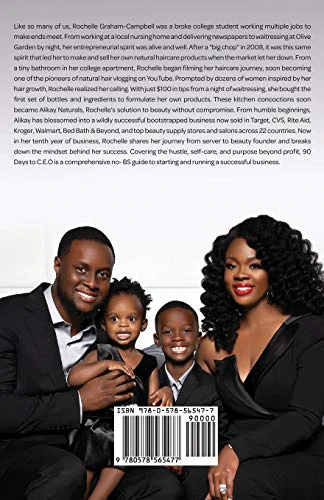 Like so many of us, Rochelle Graham-Campbell was a broke college student working multiple jobs to
make ends meet. From working at a local nursing home and delivering newspapers to waitressing at Olive
Garden by night, her entrepreneurial spirit was alive and well. After a "big chop" in 2008, it was this same
spirit that led her to make and sell her own natural haircare products when the market let her down. From
a tiny bathroom in her college apartment, Rochelle began filming her haircare journey, soon becoming
one of the pioneers of natural hair vlogging on YouTube. Prompted by dozens of women inspired by her
hair growth, Rochelle realized her calling. With just $100 in tips from a night of waitressing, she bought the
first set of bottles and ingredients to formulate her own products. These kitchen concoctions soon
became Alikay Naturals, Rochelle's solution to beauty without compromise. From humble beginnings,
Alikay has blossomed into a wildly successful bootstrapped business now sold in Target, CVS, Rite Aid,
Kroger, Walmart, Bed Bath & Beyond, and top beauty supply stores and salons across 22 countries. Now
in her tenth year of business, Rochelle shares her journey from server to beauty founder and breaks
down the mindset behind her success. Covering the hustle, self-care, and purpose beyond profit, 90
Days to C.E.O is a comprehensive no- BS guide to starting and running a successful business.
ISBN 978-0-578-56547-7
90000
9 780578 565477